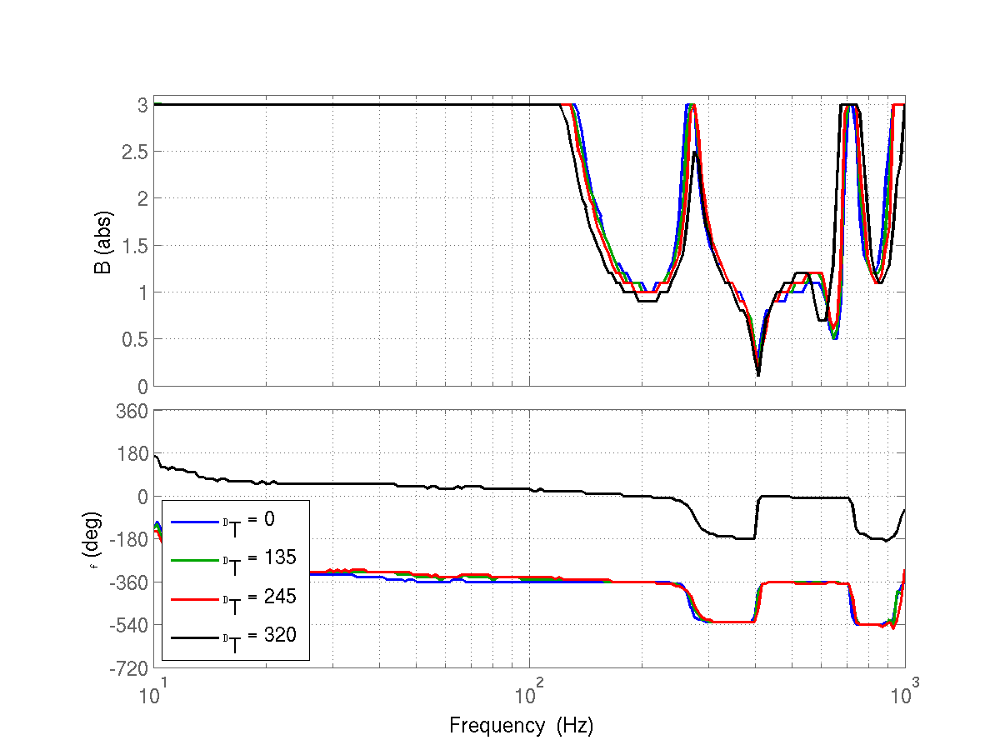 3
2.5
2
1.5
1
0.5
0
B (abs)
360
180
0
-180
-360
-540
-720
(deg)
T = 0
T = 135
T = 245
T = 320
10^1
10^2
10^3
Frequency (Hz)